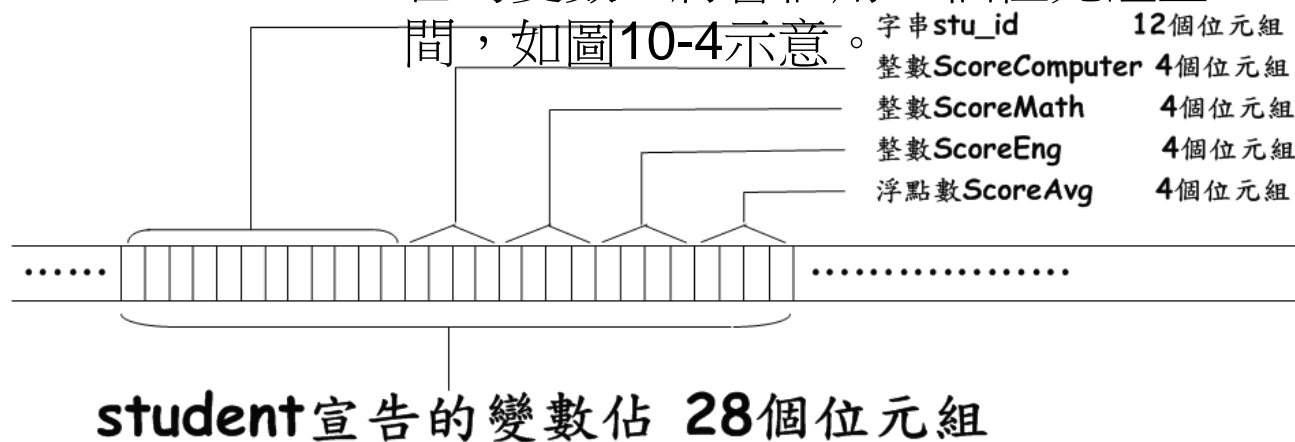 間，如圖10-4示意。
字串stu_id 12個位元組
整數ScoreComputer 4個位元組
整數ScoreMath 4個位元組
整數ScoreEng 4個位元組
浮點數ScoreAvg 4個位元組
...... ..................
student宣告的變數佔 28個位元組